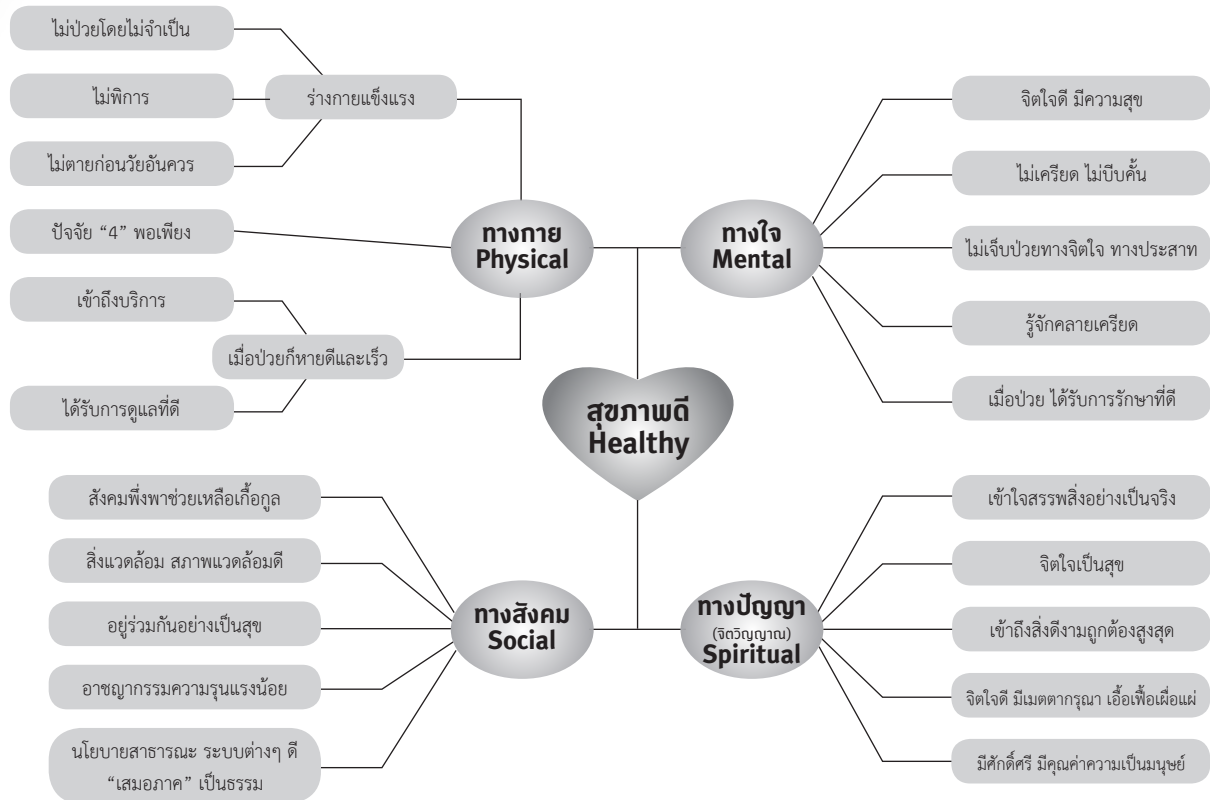 ไม่ป่วยโดยไม่จำเป็น
ไม่พิการ
ร่างกายแข็งแรง
ไม่ตายก่อนวัยอันควร
ปัจจัย “4” พอเพียง
เข้าถึงบริการ
เมื่อป่วยก็หายดีและเร็ว
ได้รับการดูแลที่ดี
ทางกาย
Physical
ทางใจ
Mental
จิตใจดี มีความสุข
ไม่เครียด ไม่บีบคั้น
ไม่เจ็บป่วยทางจิตใจ ทางประสาท
รู้จักคลายเครียด
เมื่อป่วย ได้รับการรักษาที่ดี
สุขภาพดี
Healthy
สังคมพึ่งพาช่วยเหลือเกื้อกูล
สิ่งแวดล้อม สภาพแวดล้อมดี
อยู่ร่วมกันอย่างเป็นสุข
อาชญากรรมความรุนแรงน้อย
นโยบายสาธารณะ ระบบต่างๆ ดี
“เสมอภาค” เป็นธรรม
ทางสังคม
Social
ทางปัญญา
(จิตวิญญาณ)
Spiritual
เข้าใจสรรพสิ่งอย่างเป็นจริง
จิตใจเป็นสุข
เข้าถึงสิ่งดีงามถูกต้องสูงสุด
จิตใจดี มีเมตตากรุณา เอื้อเฟื้อเผื่อแผ่
มีศักดิ์ศรี มีคุณค่าความเป็นมนุษย์